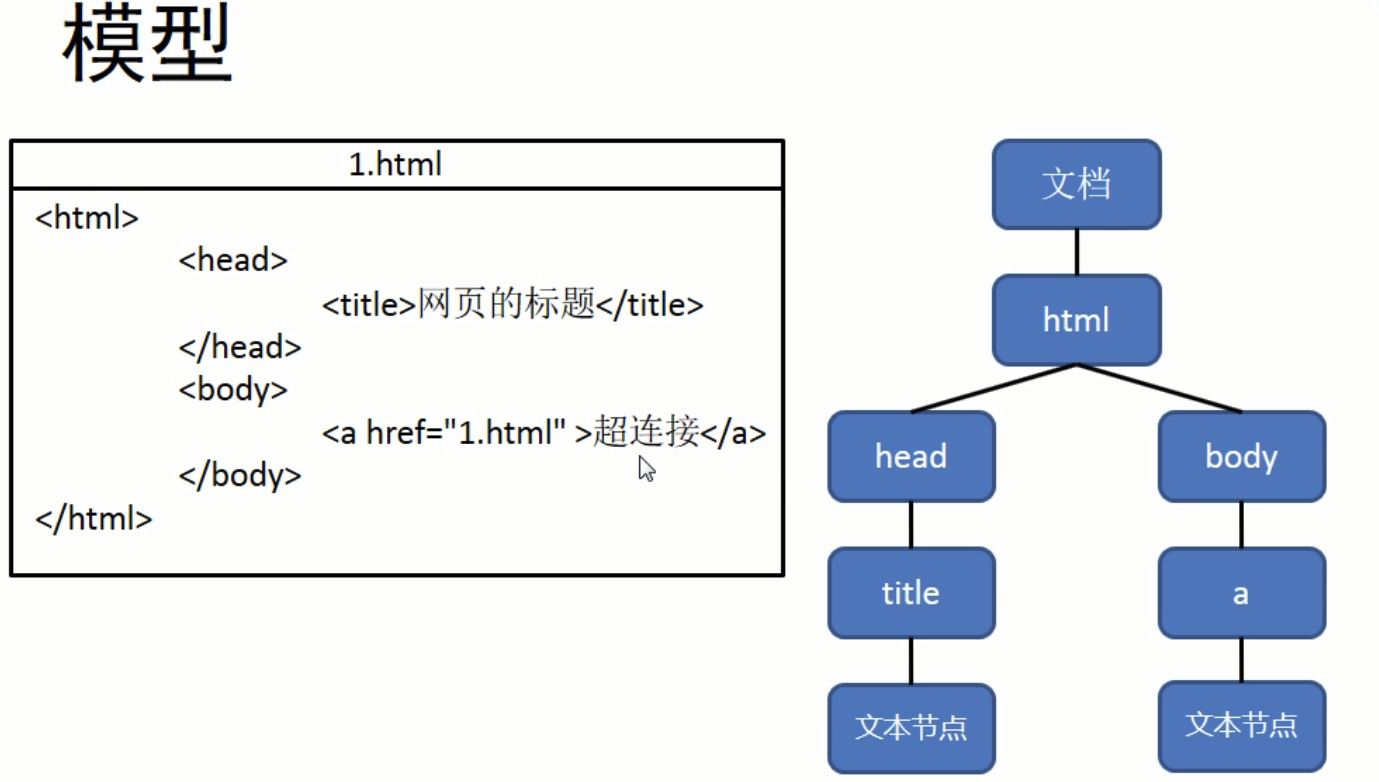 模型
1.html
<html>
<head>
<title>网页的标题</title>
</head>
<body>
<a href="1.html" >超连接</a>
</body>
</html>
文档
html
head
body
title
a
文本节点
文本节点